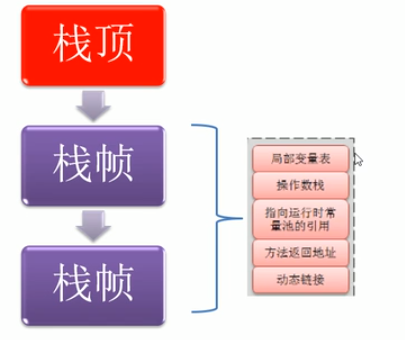 栈顶
栈帧
栈帧
局部变量表
操作数栈
指向运行时常
量池的引用
方法返回地址
动态链接